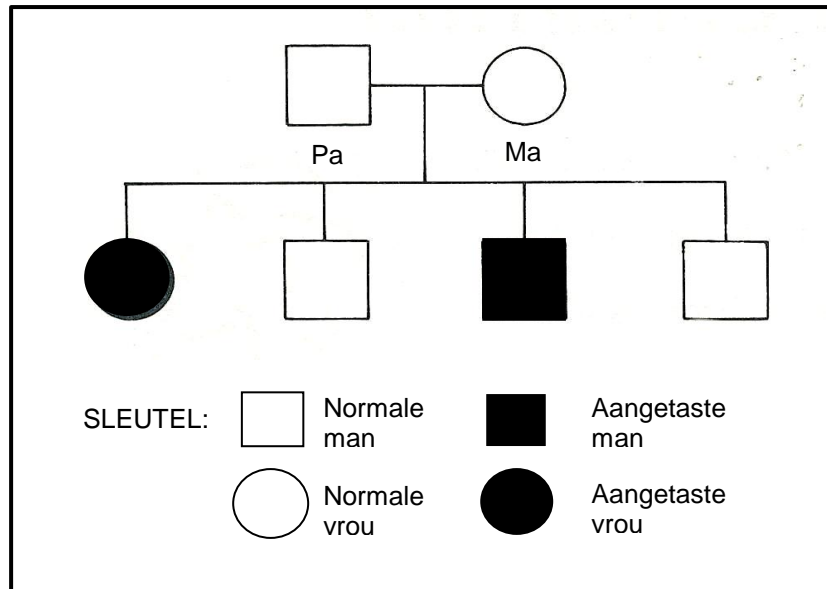 Pa
Ma
SLEUTEL:
Normale
man
Aangetaste
man
Normale
vrou
Aangetaste
vrou